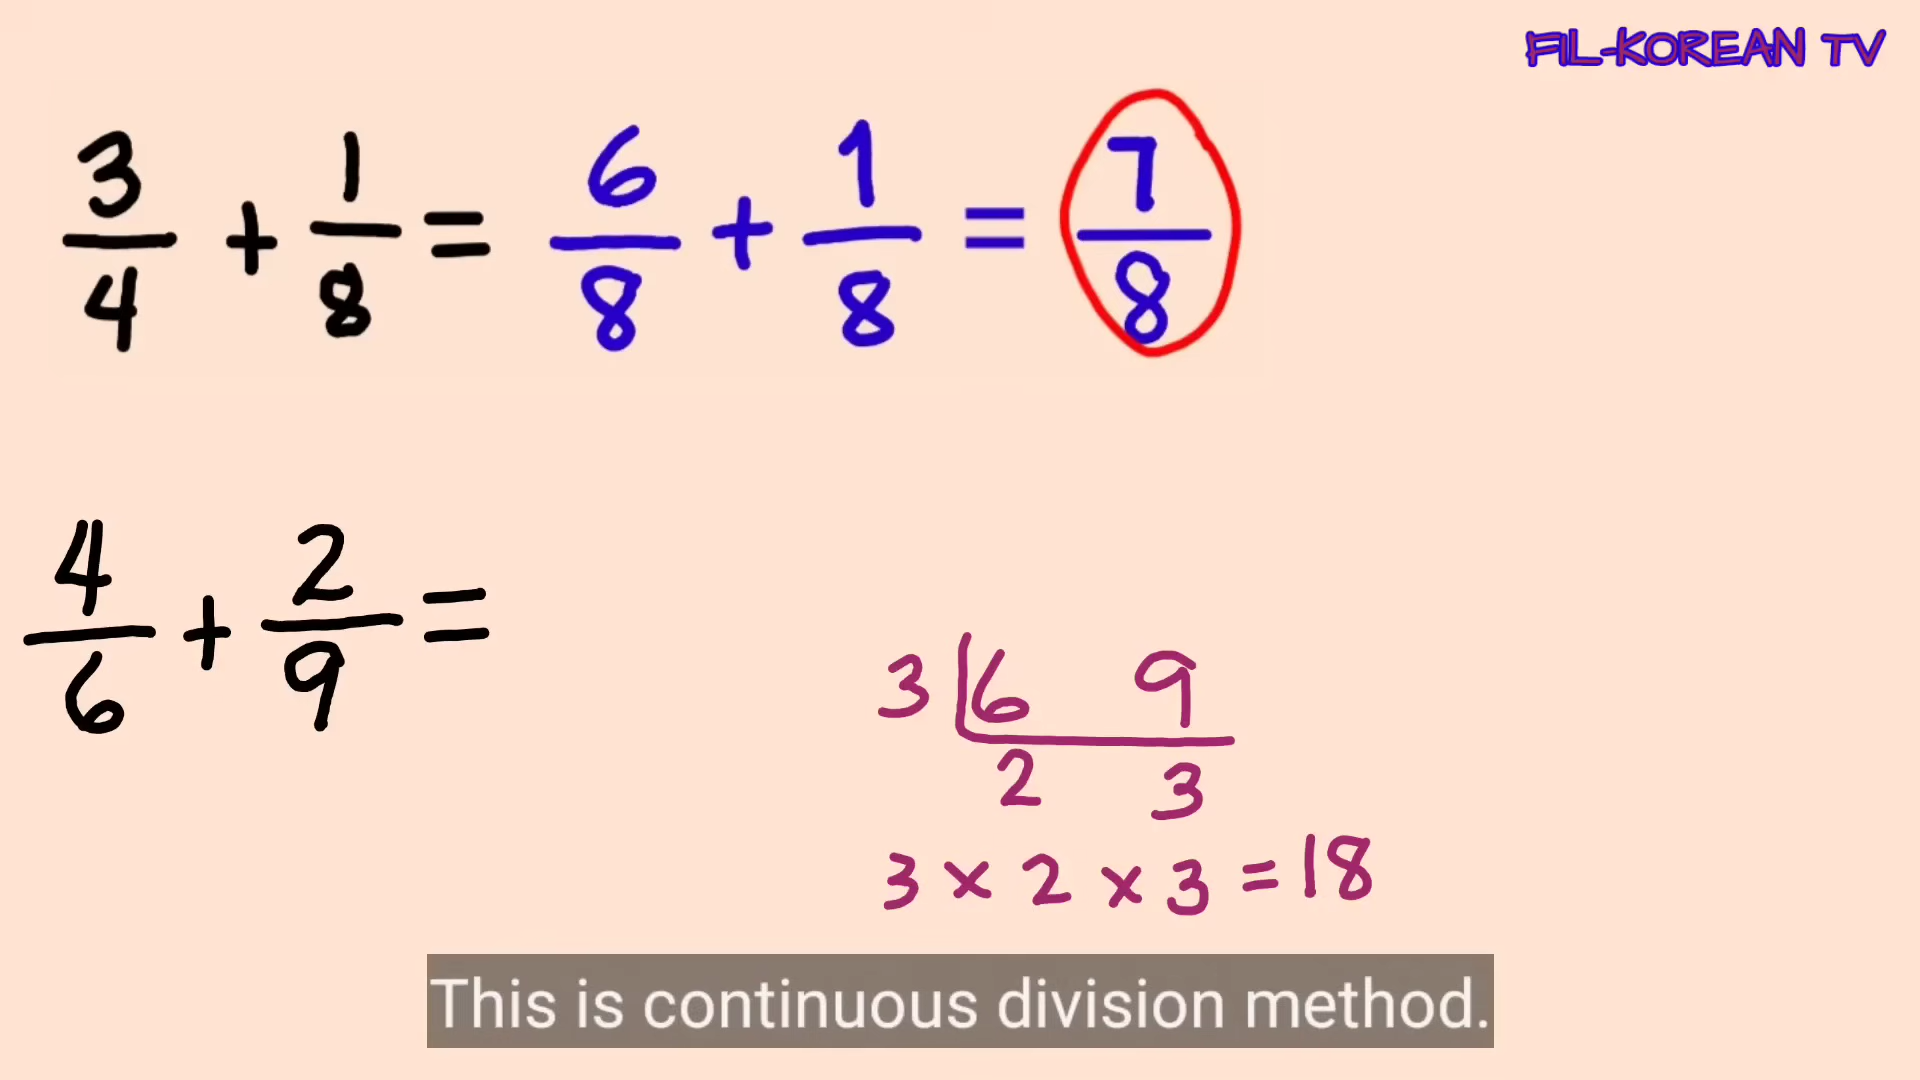 FIL-KOREAN TV
3/4 + 1/8 = 6/8 + 1/8 = 7/8
4/6 + 2/9 =
3 6 9
2 3
3 × 2 × 3 = 18
This is continuous division method.